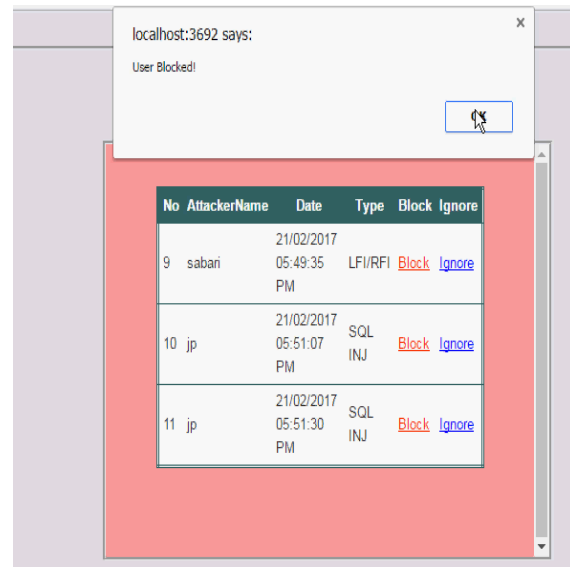 localhost:3692 says:
x
User Blocked!
No AttackerName Date Type Block Ignore
9 sabari 21/02/2017 05:49:35 PM LFI/RFI Block Ignore
10 jp 21/02/2017 05:51:07 PM SQL INJ Block Ignore
11 jp 21/02/2017 05:51:30 PM SQL INJ Block Ignore